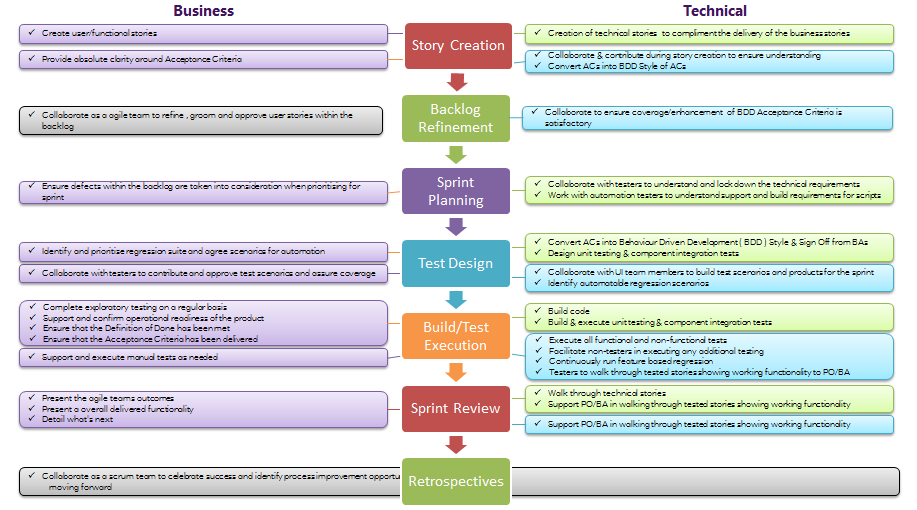 Business
Technical
Create user/functional stories
Provide absolute clarity around Acceptance Criteria
Story Creation
Creation of technical stories to compliment the delivery of the business stories
Collaborate & contribute during story creation to ensure understanding
Convert ACs into BDD Style of ACs
Collaborate as a agile team to refine , groom and approve user stories within the
backlog
Backlog
Refinement
Collaborate to ensure coverage/enhancement of BDD Acceptance Criteria is
satisfactory
Ensure defects within the backlog are taken into consideration when prioritising for
sprint
Sprint
Planning
Collaborate with testers to understand and lock down the technical requirements
Work with automation testers to understand support and build requirements for scripts
Identify and prioritise regression suite and agree scenarios for automation
Collaborate with testers to contribute and approve test scenarios and assure coverage
Test Design
Convert ACs into Behaviour Driven Development ( BDD ) Style & Sign Off from BAs
Design unit testing & component integration tests
Collaborate with UI team members to build test scenarios and products for the sprint
Identify automatable regression scenarios
Complete exploratory testing on a regular basis
Support and confirm operational readiness of the product
Ensure that the Definition of Done has been met
Ensure that the Acceptance Criteria has been delivered
Support and execute manual tests as needed
Build/Test
Execution
Build code
Build & execute unit testing & component integration tests
Execute all functional and non-functional tests
Facilitate non-testers in executing any additional testing
Continuously run feature based regression
Testers to walk through tested stories showing working functionality to PO/BA
Present the agile teams outcomes
Present a overall delivered functionality
Detail what's next
Sprint Review
Walk through technical stories
Support PO/BA in walking through tested stories showing working functionality
Support PO/BA in walking through tested stories showing working functionality
Collaborate as a scrum team to celebrate success and identify process improvement opportu
moving forward
Retrospectives